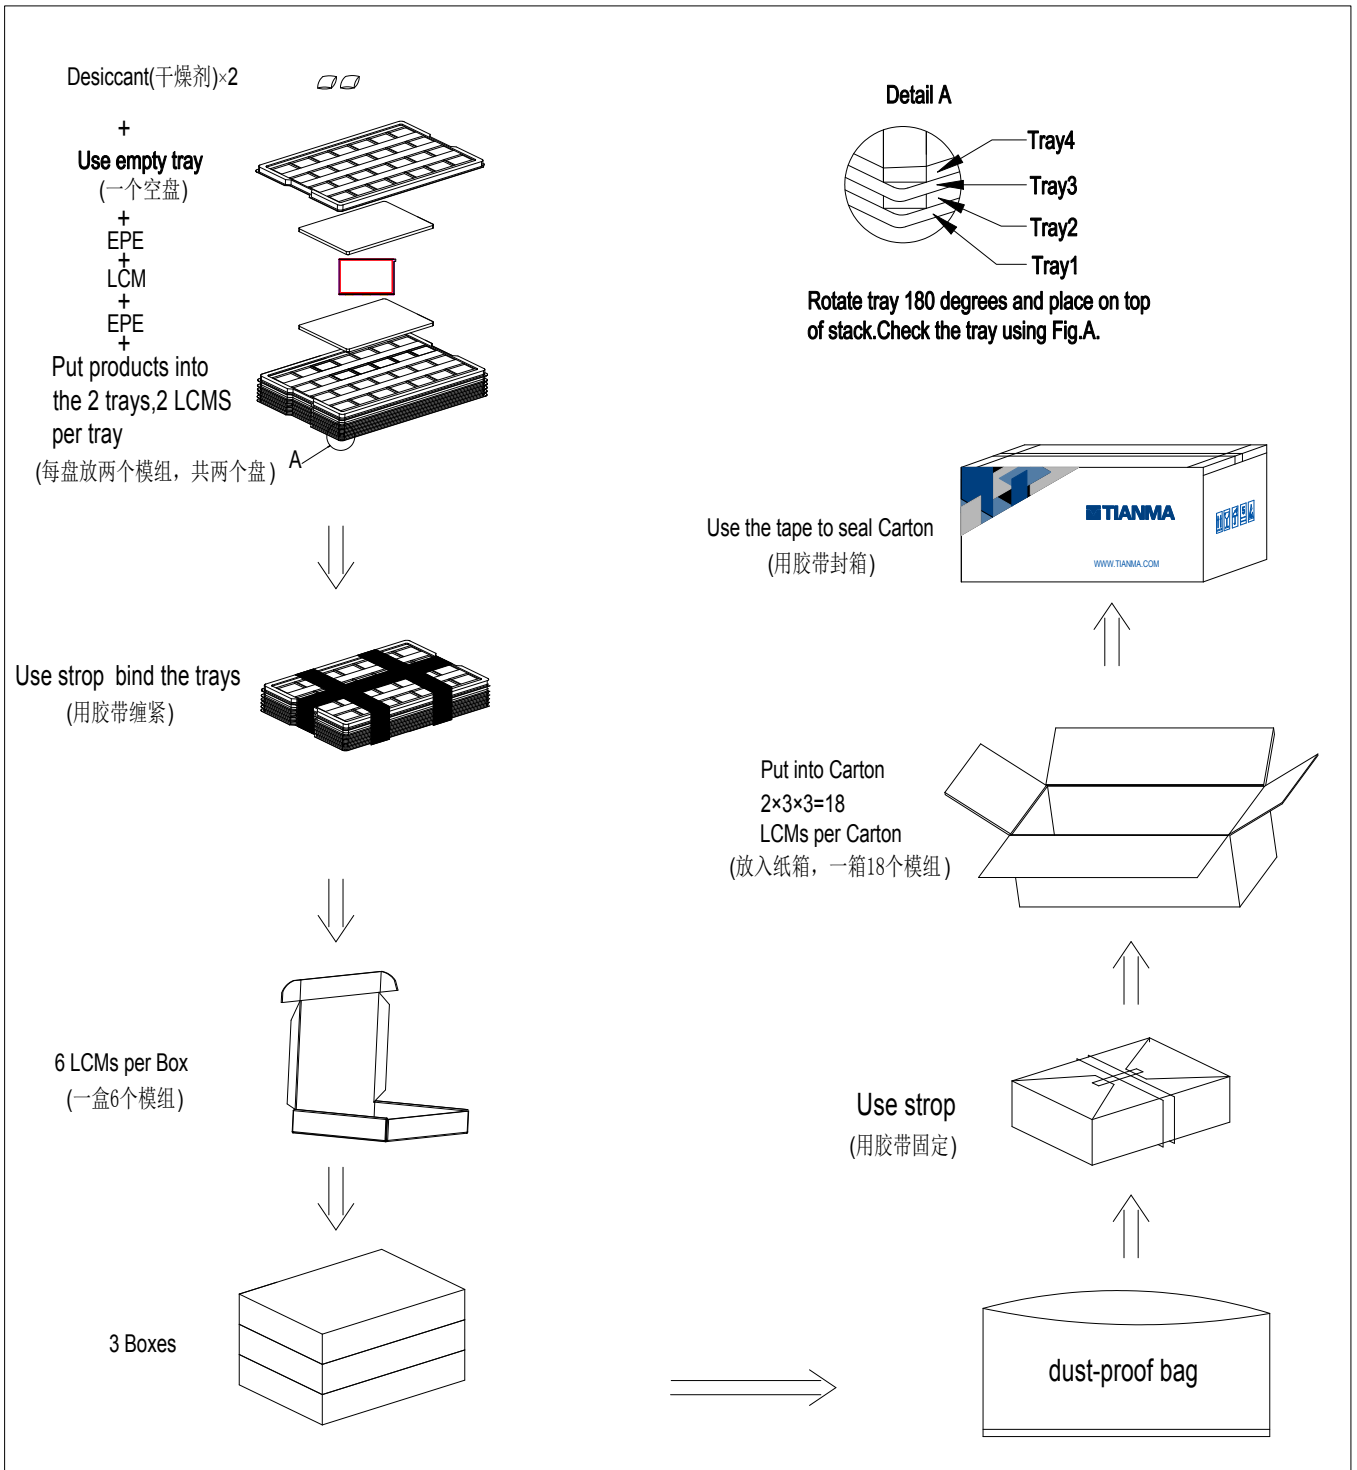 Desiccant(干燥剂)×2
+
Use empty tray
(一个空盘)
+
EPE
+
LCM
+
EPE
+
Put products into
the 2 trays,2 LCMS
per tray
(每盘放两个模组，共两个盘)
A
Detail A
Tray4
Tray3
Tray2
Tray1
Rotate tray 180 degrees and place on top
of stack.Check the tray using Fig.A.
Use strop bind the trays
(用胶带缠紧)
6 LCMs per Box
(一盒6个模组)
3 Boxes
dust-proof bag
Use strop
(用胶带固定)
Put into Carton
2×3×3=18
LCMs per Carton
(放入纸箱，一箱18个模组)
Use the tape to seal Carton
(用胶带封箱)
TIANMA
WWW.TIANMA.COM